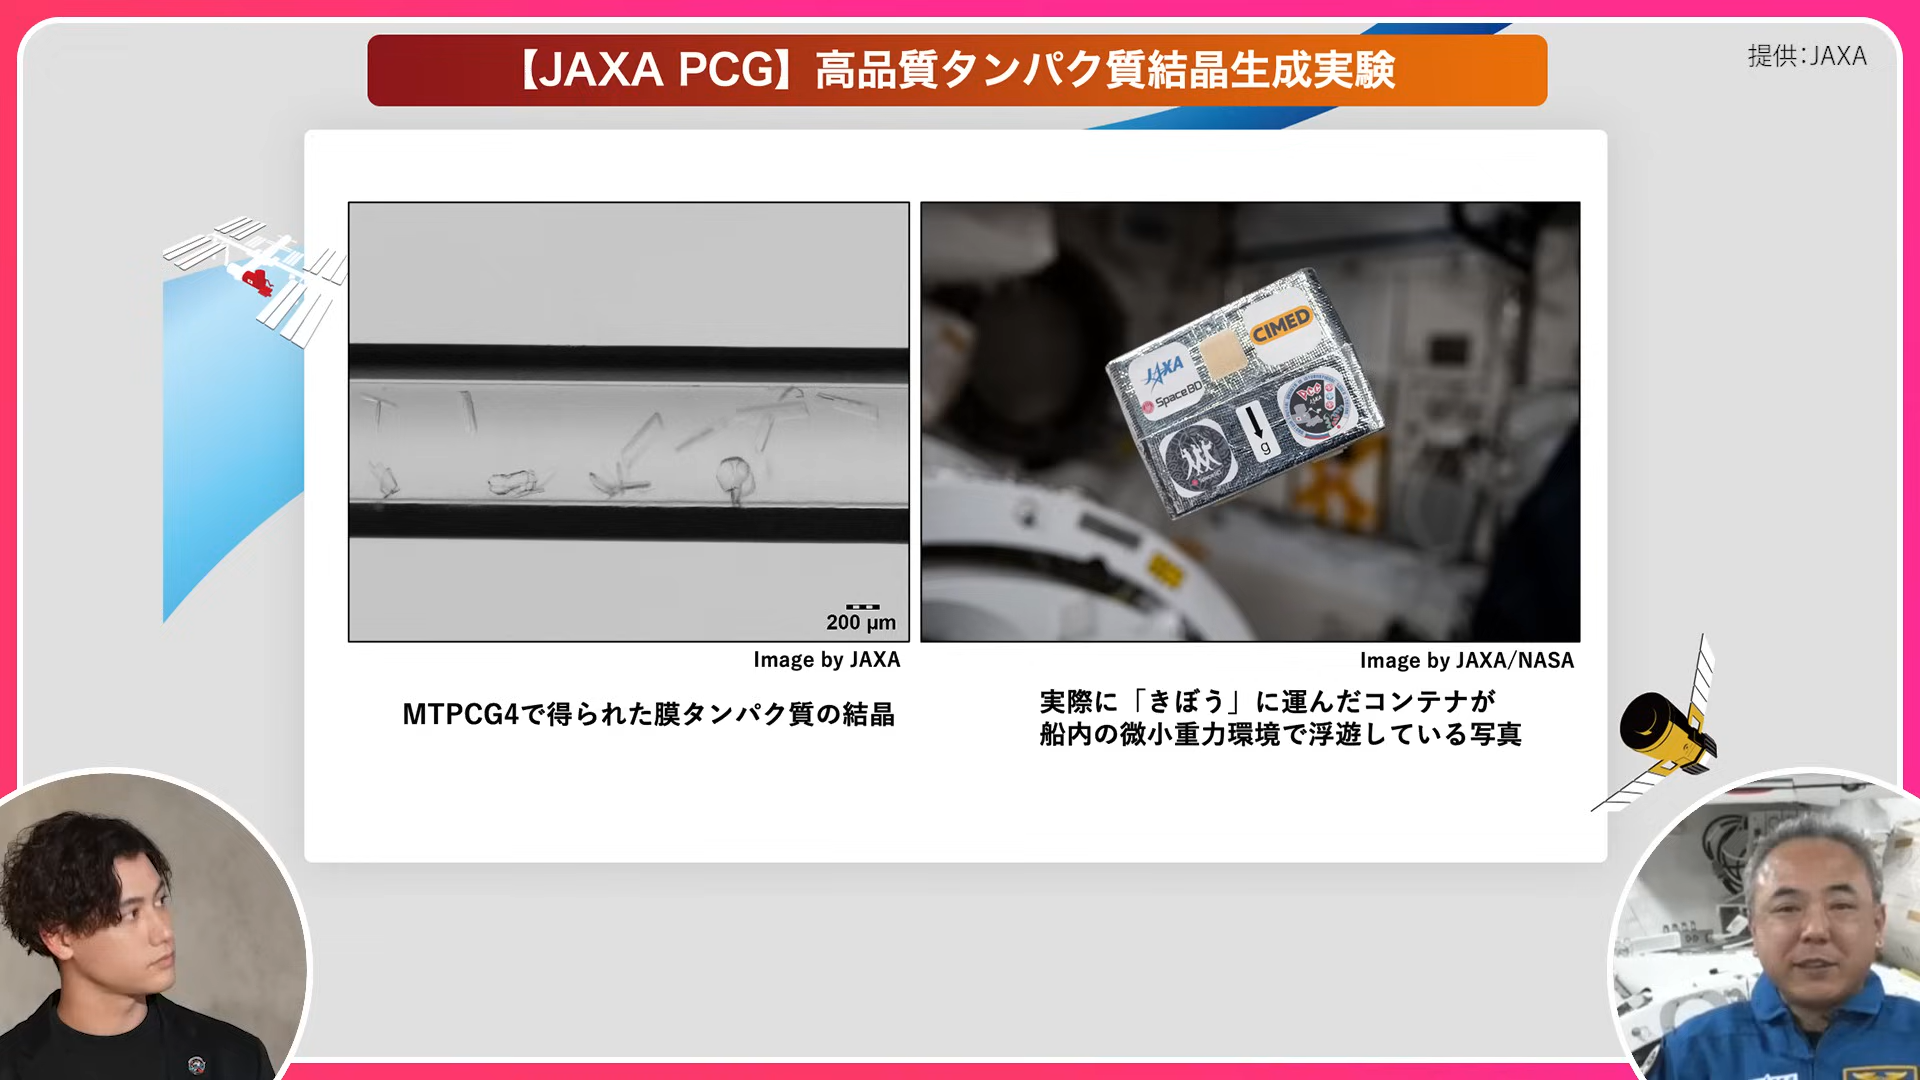 【JAXA PCG】高品質タンパク質結晶生成実験
提供:JAXA
200 µm
Image by JAXA
MTPCG4で得られた膜タンパク質の結晶
JAXA
Space BD
CIMED
PCG
g
Image by JAXA/NASA
実際に「きぼう」に運んだコンテナが
船内の微小重力環境で浮遊している写真